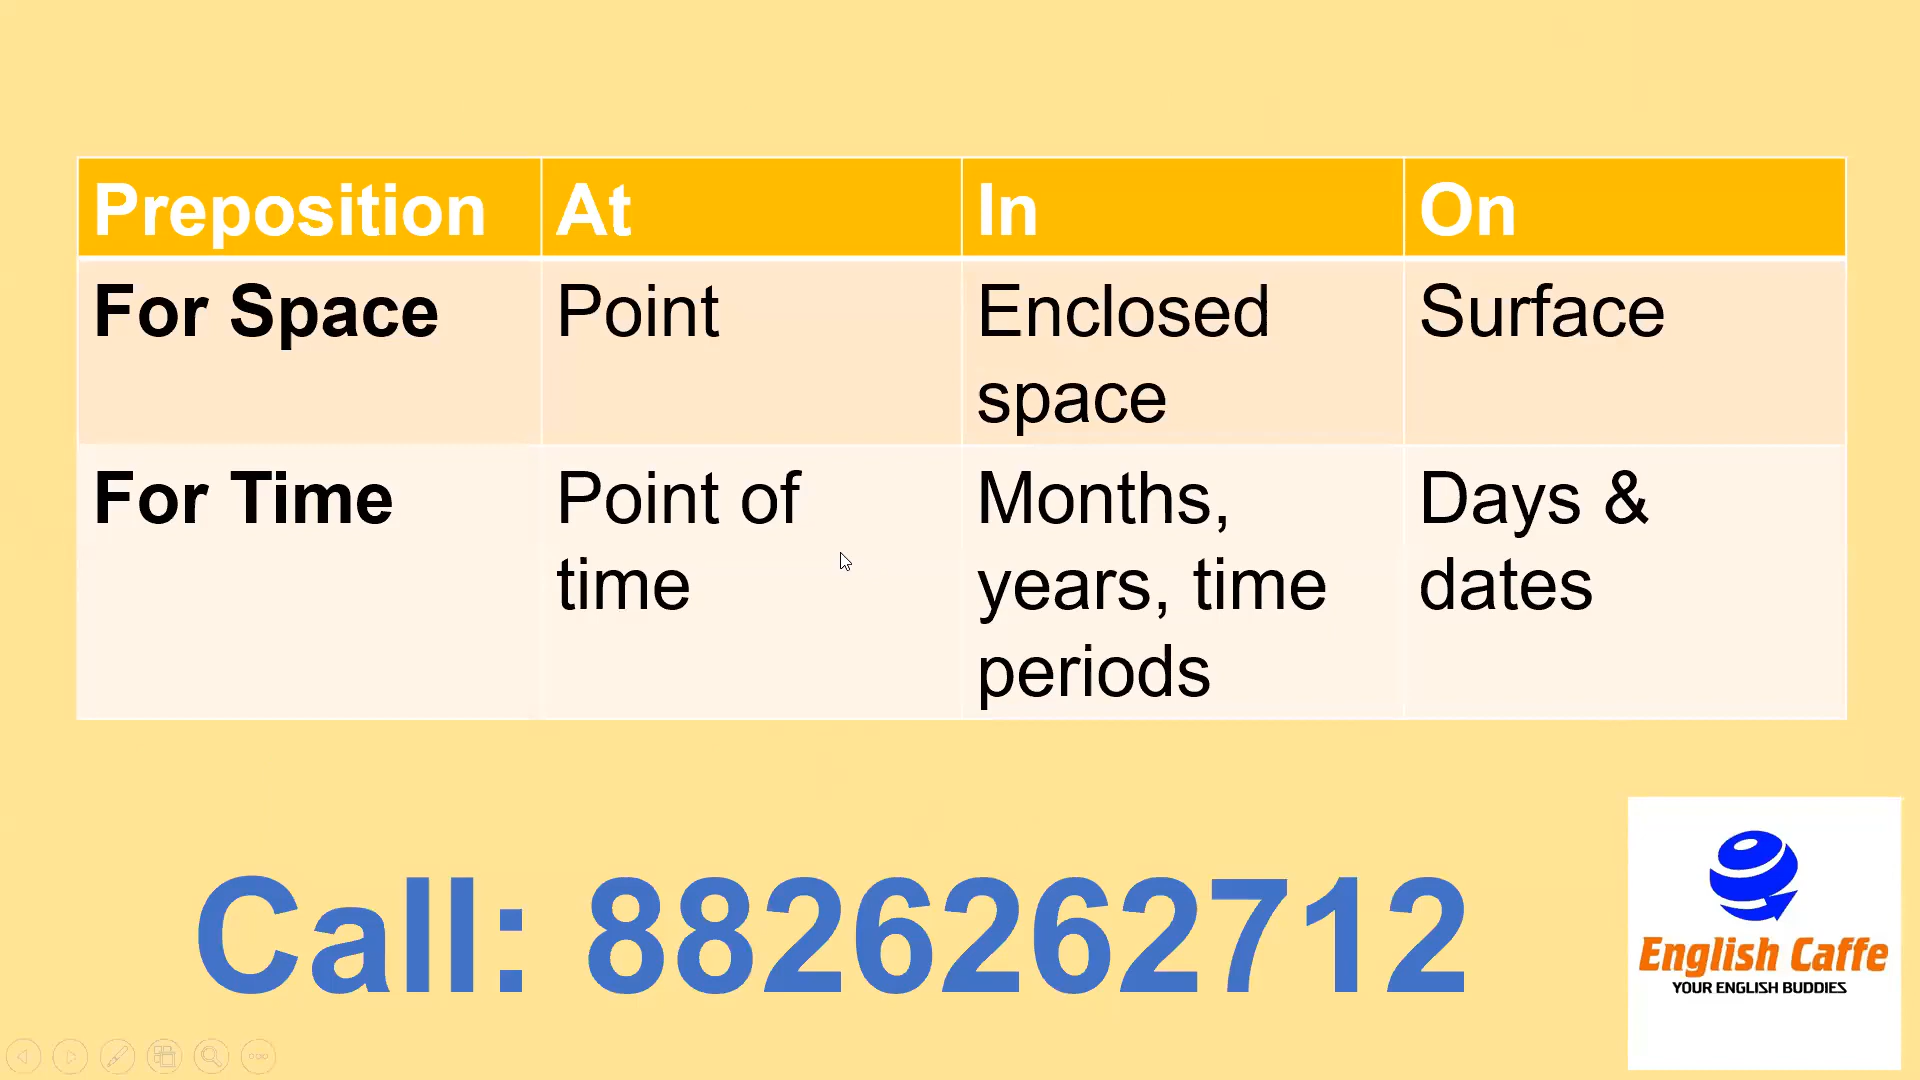 Preposition At In On
For Space Point Enclosed space Surface
For Time Point of time Months, years, time periods Days & dates
Call: 8826262712
English Caffe
YOUR ENGLISH BUDDIES